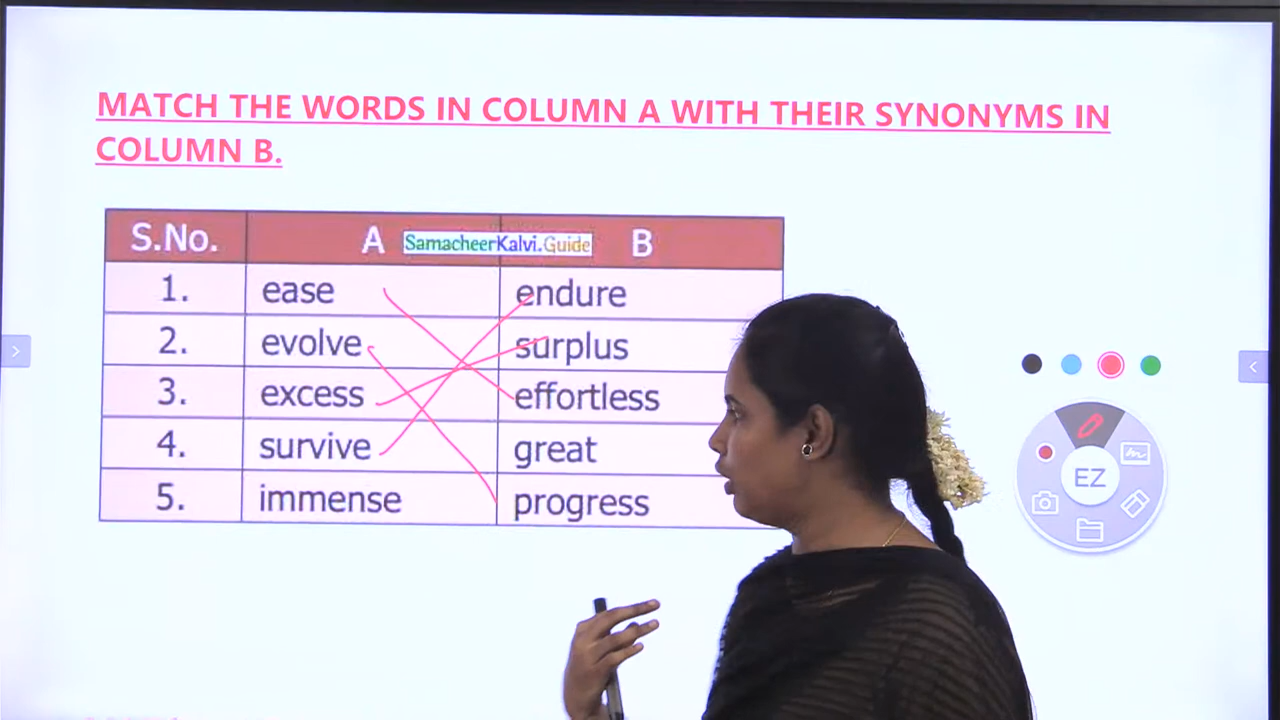 MATCH THE WORDS IN COLUMN A WITH THEIR SYNONYMS IN
COLUMN B.
S.No. A SamacheerKalvi.Guide B
1. ease endure
2. evolve surplus
3. excess effortless
4. survive great
5. immense progress
EZ